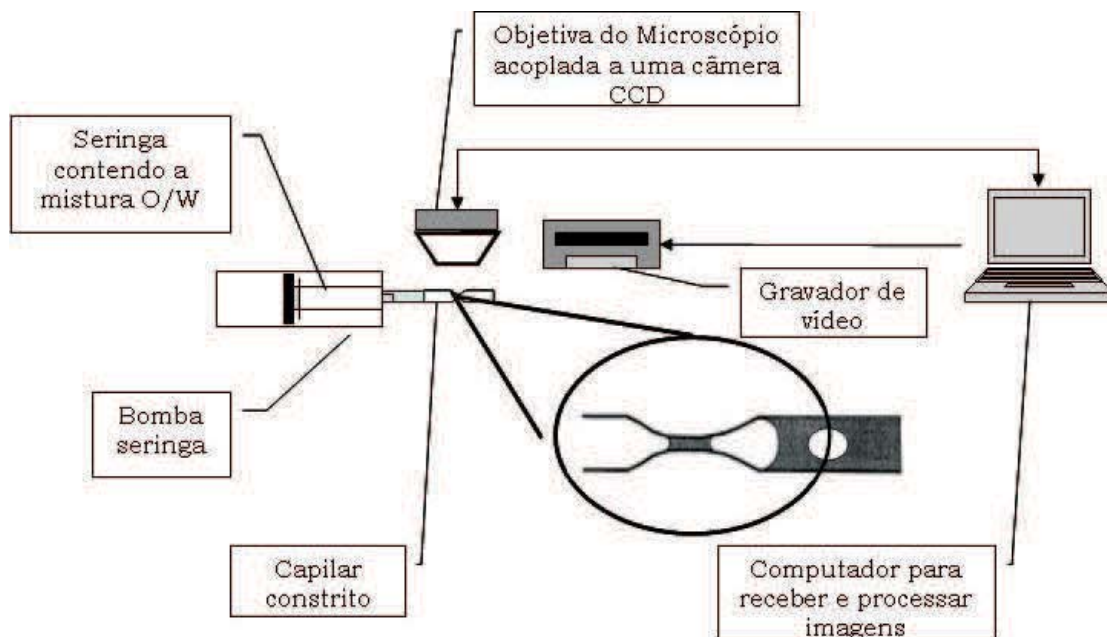 Objetiva do Microscópio
acoplada a uma câmera
CCD
Seringa
contendo a
mistura O/W
Gravador de
vídeo
Bomba
seringa
Capilar
constrito
Computador para
receber e processar
imagens